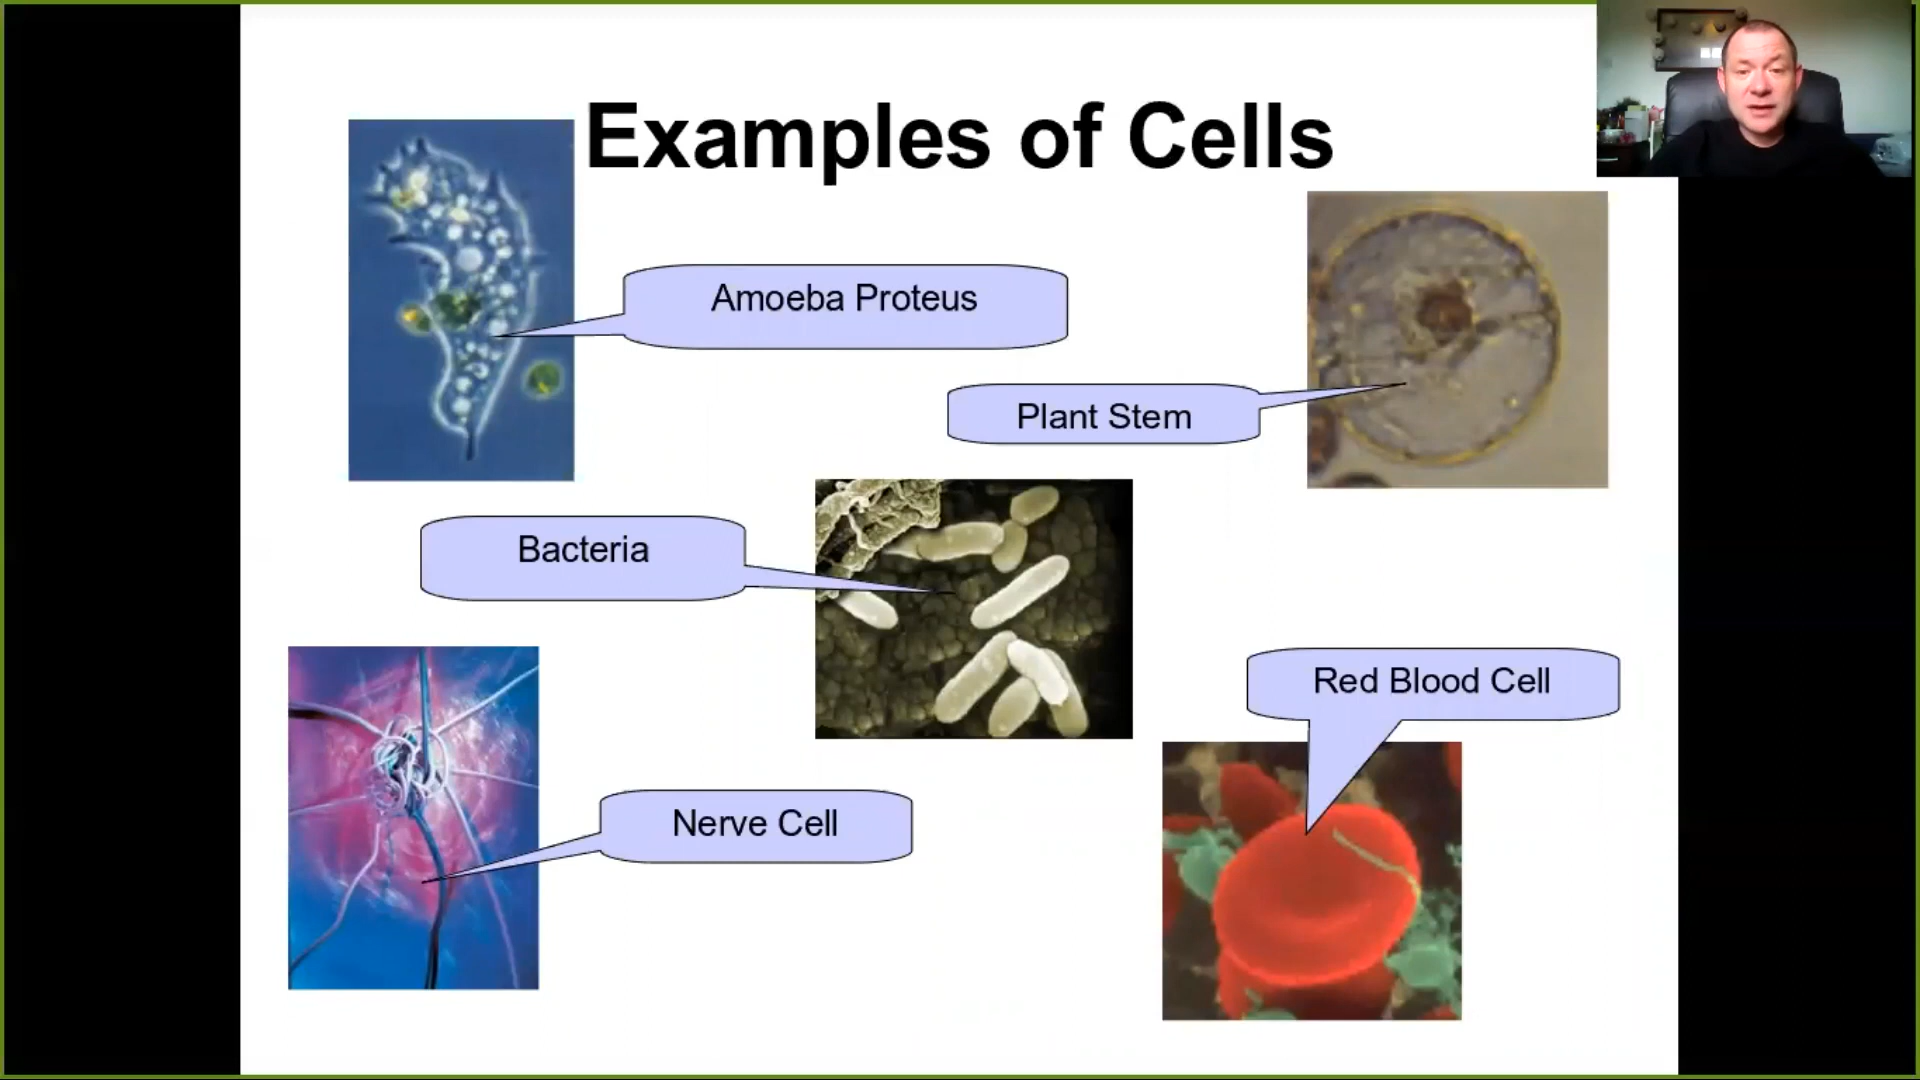 Examples of Cells
Amoeba Proteus
Plant Stem
Bacteria
Red Blood Cell
Nerve Cell